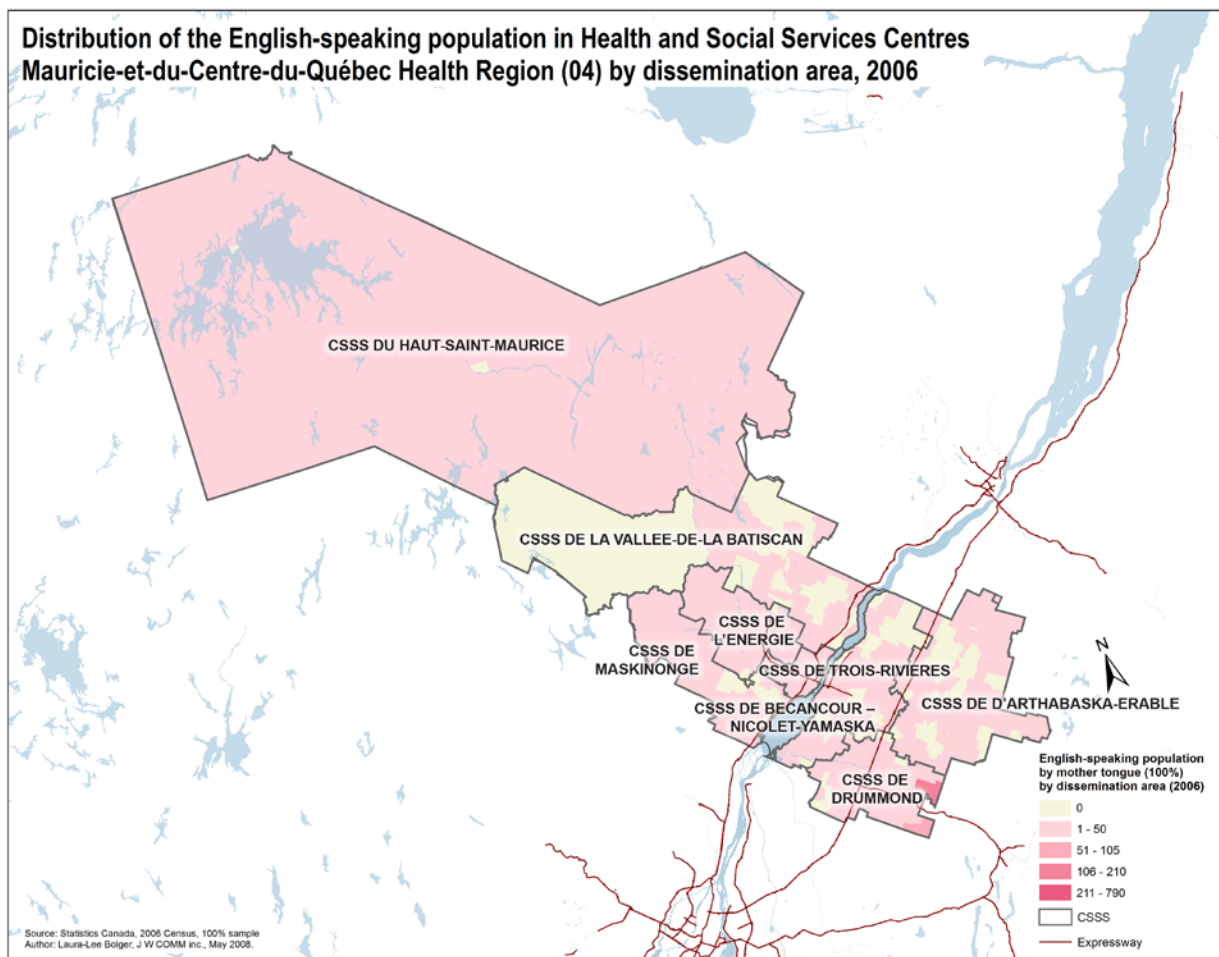 Distribution of the English-speaking population in Health and Social Services Centres
Mauricie-et-du-Centre-du-Québec Health Region (04) by dissemination area, 2006
CSSS DU HAUT-SAINT-MAURICE
CSSS DE LA VALLEE-DE-LA BATISCAN
CSSS DE
L'ENERGIE
CSSS DE
MASKINONGE
CSSS DE TROIS-RIVIERES
N
CSSS DE BECANCOUR –
NICOLET-YAMASKA
CSSS DE D'ARTHABASKA-ERABLE
CSSS DE
DRUMMOND
English-speaking population
by mother tongue (100%)
by dissemination area (2006)
0
1 - 50
51 - 105
106 - 210
211 - 790
CSSS
Expressway
Source: Statistics Canada, 2006 Census, 100% sample
Author: Laura-Lee Bolger, J W COMM inc., May 2008.